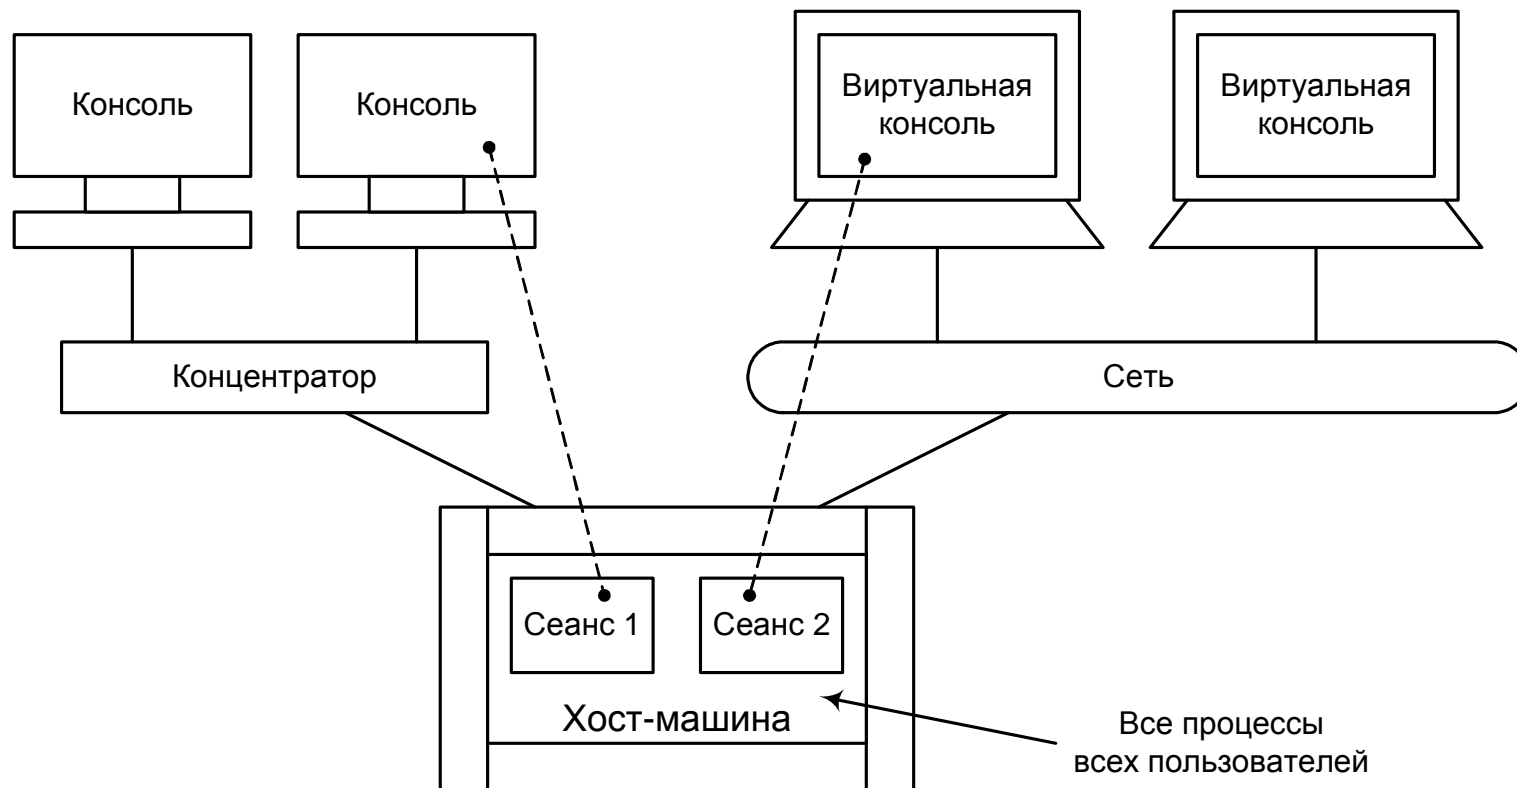 Консоль
Консоль
Виртуальная
консоль
Виртуальная
консоль
Концентратор
Сеть
Сеанс 1
Сеанс 2
Хост-машина
Все процессы
всех пользователей